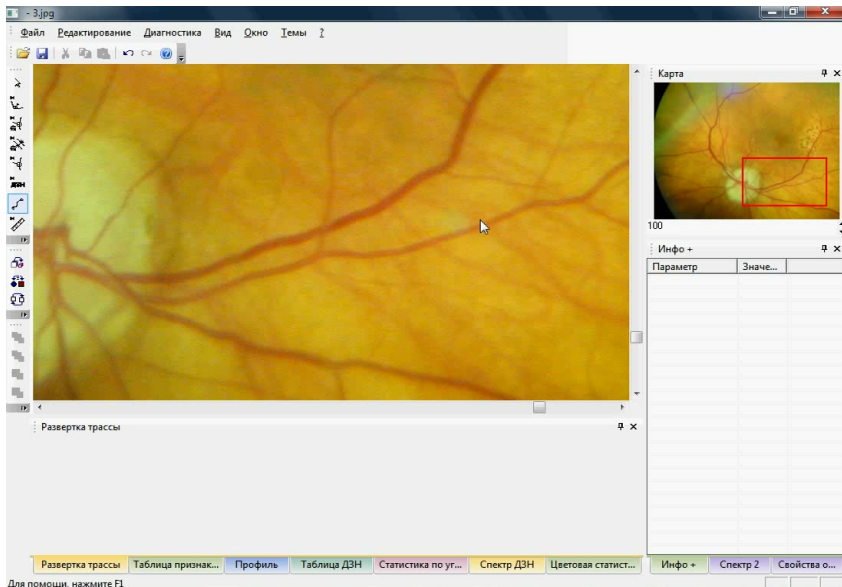 - 3.jpg
Файл Редактирование Диагностика Вид Окно Темы ?
Карта
100
Инфо +
Параметр Значе...
ДЗН
Развертка трассы
Развертка трассы Таблица признак... Профиль Таблица ДЗН Статистика по уг... Спектр ДЗН Цветовая статист... Инфо + Спектр 2 Свойства о...
Для помощи, нажмите F1